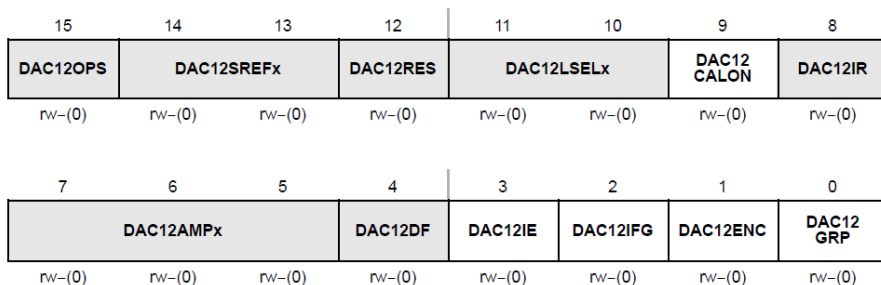 15 14 13 12 11 10 9 8
DAC12OPS DAC12SREFx DAC12RES DAC12LSELx DAC12 CALON DAC12IR
rw−(0) rw−(0) rw−(0) rw−(0) rw−(0) rw−(0) rw−(0) rw−(0)
7 6 5 4 3 2 1 0
DAC12AMPx DAC12DF DAC12IE DAC12IFG DAC12ENC DAC12 GRP
rw−(0) rw−(0) rw−(0) rw−(0) rw−(0) rw−(0) rw−(0) rw−(0)